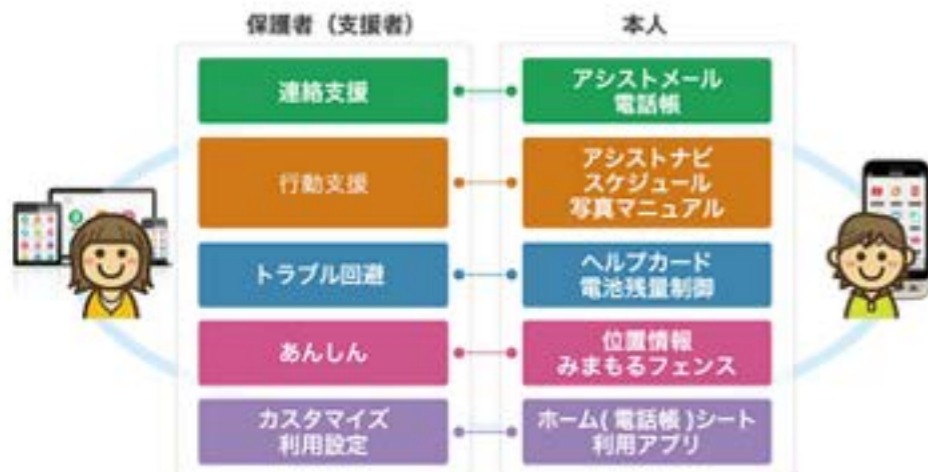 保護者（支援者）
本人
連絡支援
アシストメール
電話帳
行動支援
アシストナビ
スケジュール
写真マニュアル
トラブル回避
ヘルプカード
電池残量制御
あんしん
位置情報
みまもるフェンス
カスタマイズ
利用設定
ホーム(電話帳)シート
利用アプリ